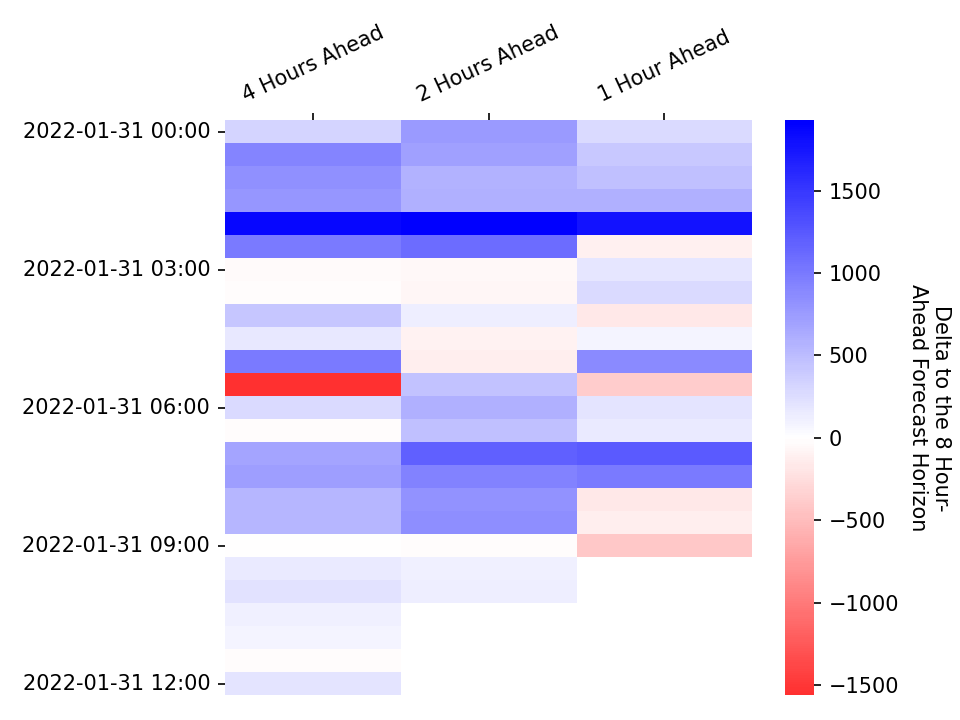 4 Hours Ahead
2 Hours Ahead
1 Hour Ahead
2022-01-31 00:00
2022-01-31 03:00
2022-01-31 06:00
2022-01-31 09:00
2022-01-31 12:00
1500
1000
500
0
−500
−1000
−1500
Delta to the 8 Hour-
Ahead Forecast Horizon